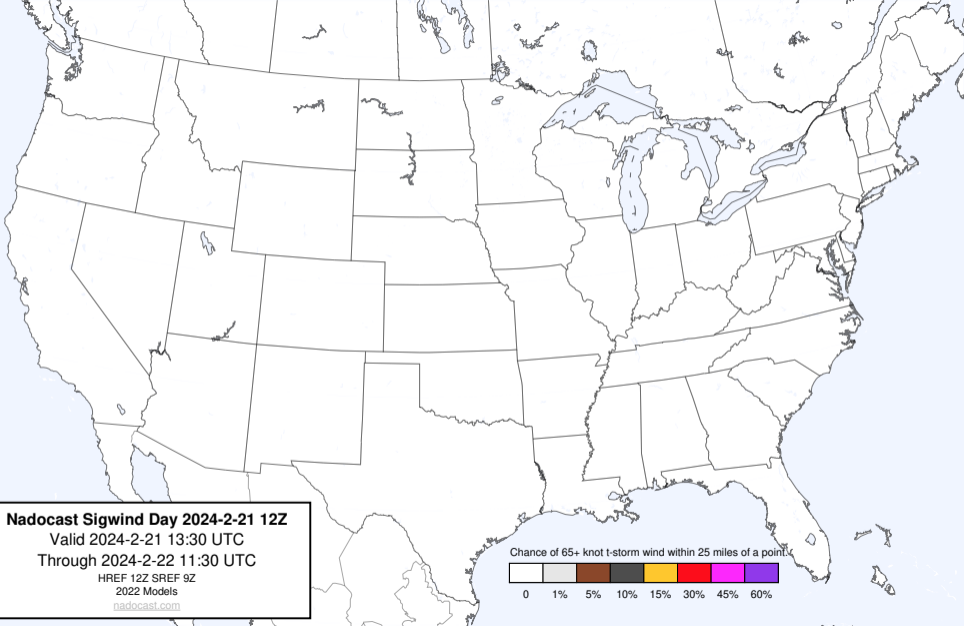 Nadocast Sigwind Day 2024-2-21 12Z
Valid 2024-2-21 13:30 UTC
Through 2024-2-22 11:30 UTC
HREF 12Z SREF 9Z
2022 Models
nadocast.com
Chance of 65+ knot t-storm wind within 25 miles of a point.
0 1% 5% 10% 15% 30% 45% 60%